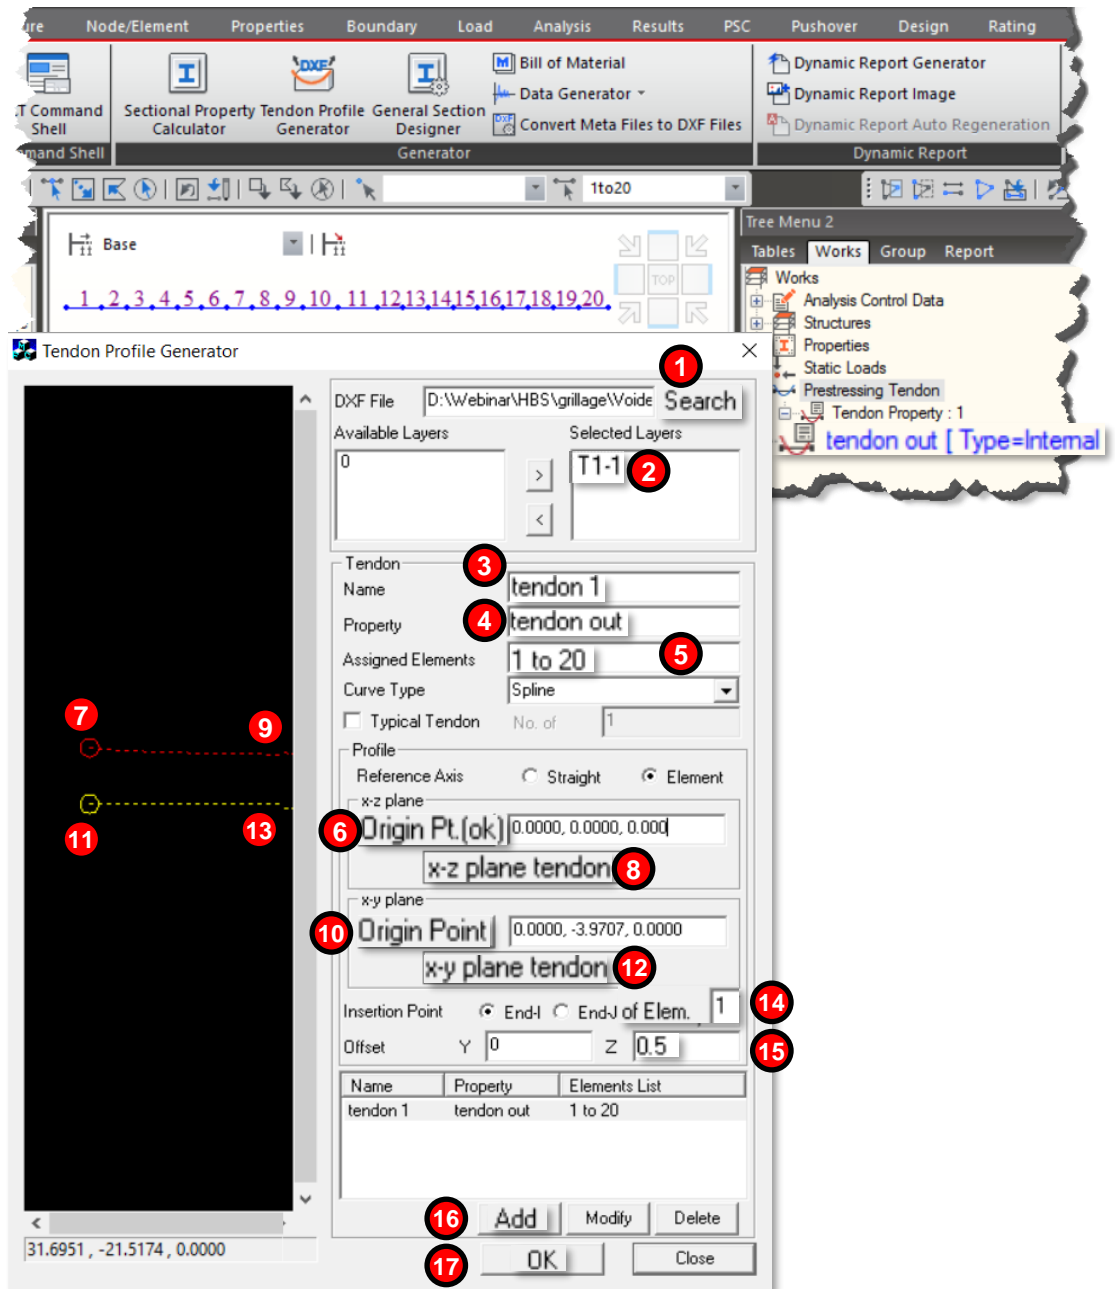 ure Node/Element Properties Boundary Load Analysis Results PSC Pushover Design Rating
DXF
M Bill of Material
Dynamic Report Generator
Data Generator
Dynamic Report Image
T Command Shell
Sectional Property Calculator
Tendon Profile Generator
General Section Designer
DXF Convert Meta Files to DXF Files
Dynamic Report Auto Regeneration
mand Shell
Generator
Dynamic Report
1to20
Tree Menu 2
Base
TOP
Tables Works Group Report
Works
1 2 3 4 5 6 7 8 9 10 11 12 13 14 15 16 17 18 19 20
Analysis Control Data
Structures
Properties
Static Loads
Prestressing Tendon
Tendon Property : 1
tendon out [ Type=Internal
Tendon Profile Generator
1
DXF File D:\Webinar\HBS\grillage\Voide Search
Available Layers Selected Layers
0 T1-1 2
>
<
Tendon 3
Name tendon 1
Property 4 tendon out
Assigned Elements 1 to 20 5
Curve Type Spline
Typical Tendon No. of 1
7 9
Profile
Reference Axis Straight Element
x-z plane
6 Origin Pt.(ok) 0.0000, 0.0000, 0.000
11 13
x-z plane tendon 8
x-y plane
10 Origin Point 0.0000, -3.9707, 0.0000
x-y plane tendon 12
Insertion Point End-I End-J of Elem. 1 14
Offset Y 0 Z 0.5 15
Name Property Elements List
tendon 1 tendon out 1 to 20
16 Add Modify Delete
31.6951 , -21.5174 , 0.0000
17 OK Close